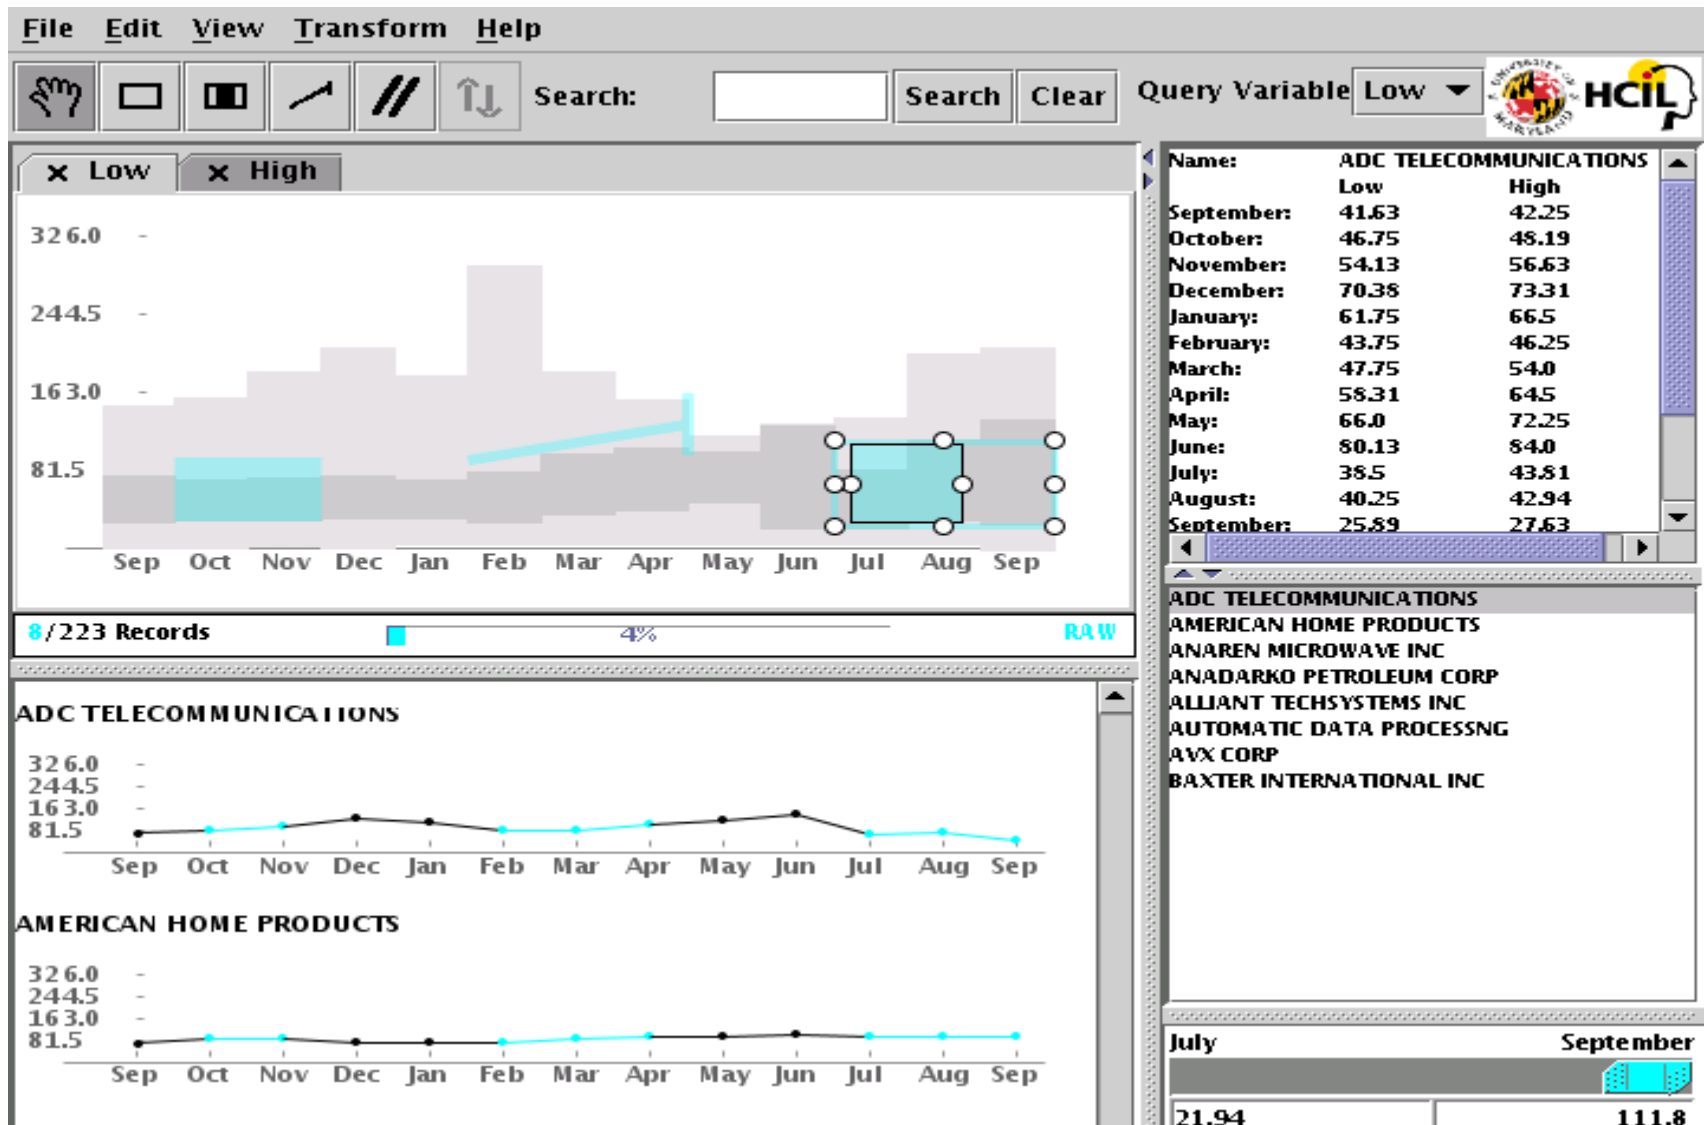 File Edit View Transform Help
Search: Search Clear Query Variable Low
UNIVERSITY OF MARYLAND
HCIL
X Low X High
326.0
244.5
163.0
81.5
Sep Oct Nov Dec Jan Feb Mar Apr May Jun Jul Aug Sep
8/223 Records 4% RAW
ADC TELECOMMUNICATIONS
326.0
244.5
163.0
81.5
Sep Oct Nov Dec Jan Feb Mar Apr May Jun Jul Aug Sep
AMERICAN HOME PRODUCTS
326.0
244.5
163.0
81.5
Sep Oct Nov Dec Jan Feb Mar Apr May Jun Jul Aug Sep
Name: ADC TELECOMMUNICATIONS
Low High
September: 41.63 42.25
October: 46.75 48.19
November: 54.13 56.63
December: 70.38 73.31
January: 61.75 66.5
February: 43.75 46.25
March: 47.75 54.0
April: 58.31 64.5
May: 66.0 72.25
June: 80.13 84.0
July: 38.5 43.81
August: 40.25 42.94
September: 25.89 27.63
ADC TELECOMMUNICATIONS
AMERICAN HOME PRODUCTS
ANAREN MICROWAVE INC
ANADARKO PETROLEUM CORP
ALLIANT TECHSYSTEMS INC
AUTOMATIC DATA PROCESSNG
AVX CORP
BAXTER INTERNATIONAL INC
July September
21.94 111.8